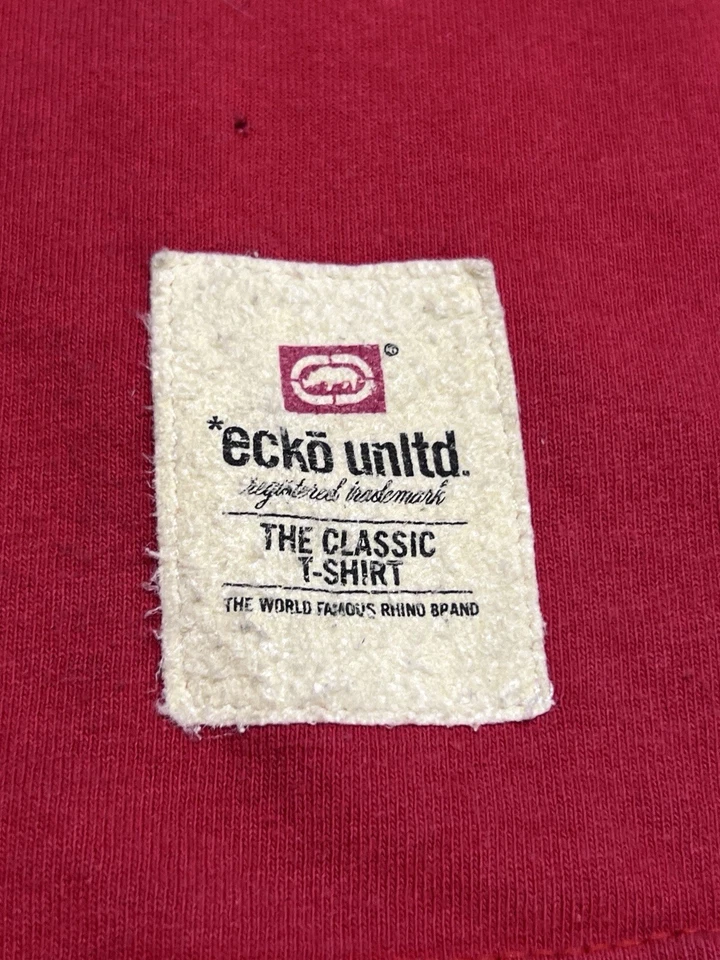 *eckō unltd.
registered trademark
THE CLASSIC
T-SHIRT
THE WORLD FAMOUS RHINO BRAND